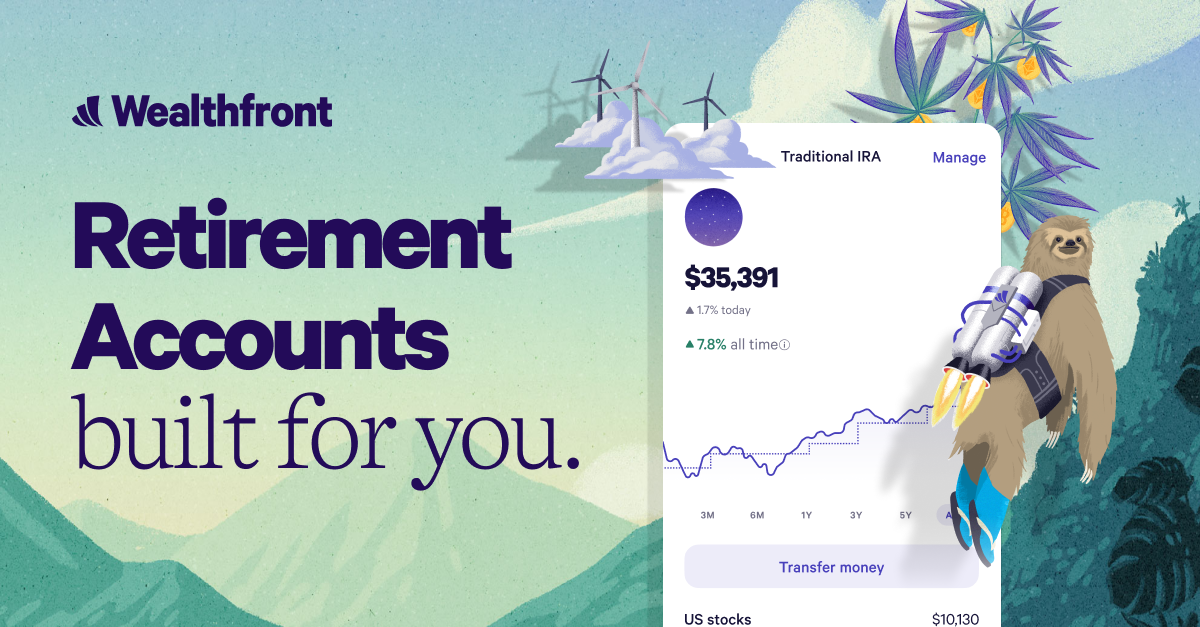 Wealthfront
Retirement
Accounts
built for you.
Traditional IRA
Manage
$35,391
▲ 1.7% today
▲ 7.8% all time ⓘ
3M 6M 1Y 3Y 5Y
Transfer money
US stocks $10,130